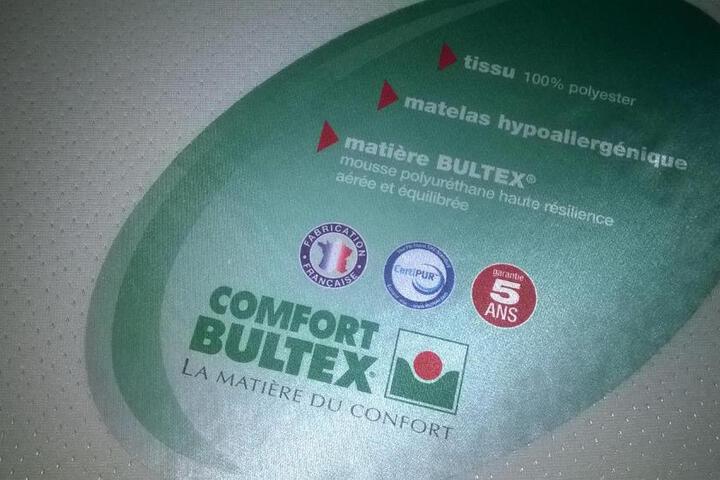 tissu 100% polyester
matelas hypoallergénique
matière BULTEX®
mousse polyuréthane haute résilience
aérée et équilibrée
FABRICATION
FRANÇAISE
CertiPUR™
garantie
5
ANS
COMFORT
BULTEX®
LA MATIÈRE DU CONFORT